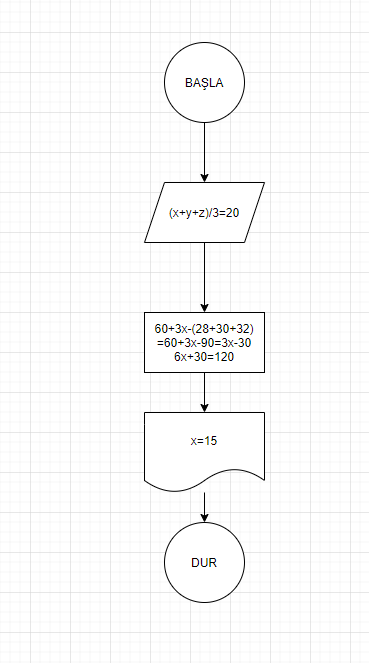 BAŞLA
(x+y+z)/3=20
60+3x-(28+30+32)
=60+3x-90=3x-30
6x+30=120
x=15
DUR